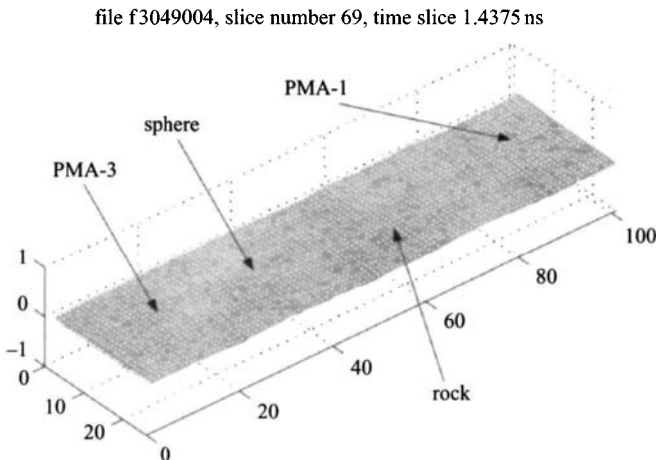 file f3049004, slice number 69, time slice 1.4375 ns
PMA-1
sphere
PMA-3
rock
1
0
−1
0
10
20
0
20
40
60
80
100